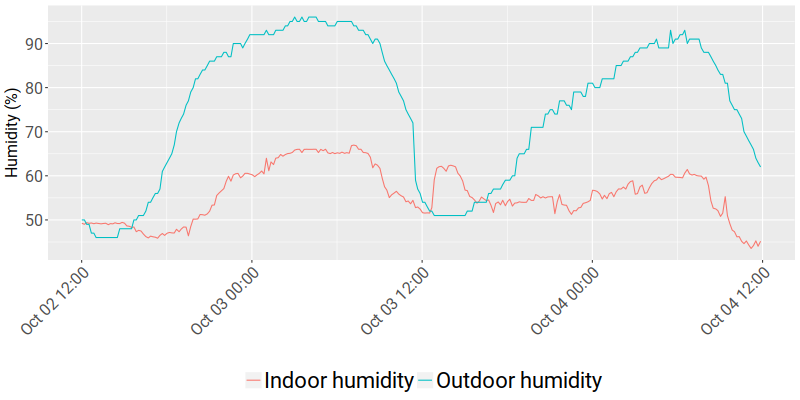 Humidity (%)
90
80
70
60
50
Oct 02 12:00
Oct 03 00:00
Oct 03 12:00
Oct 04 00:00
Oct 04 12:00
Indoor humidity
Outdoor humidity